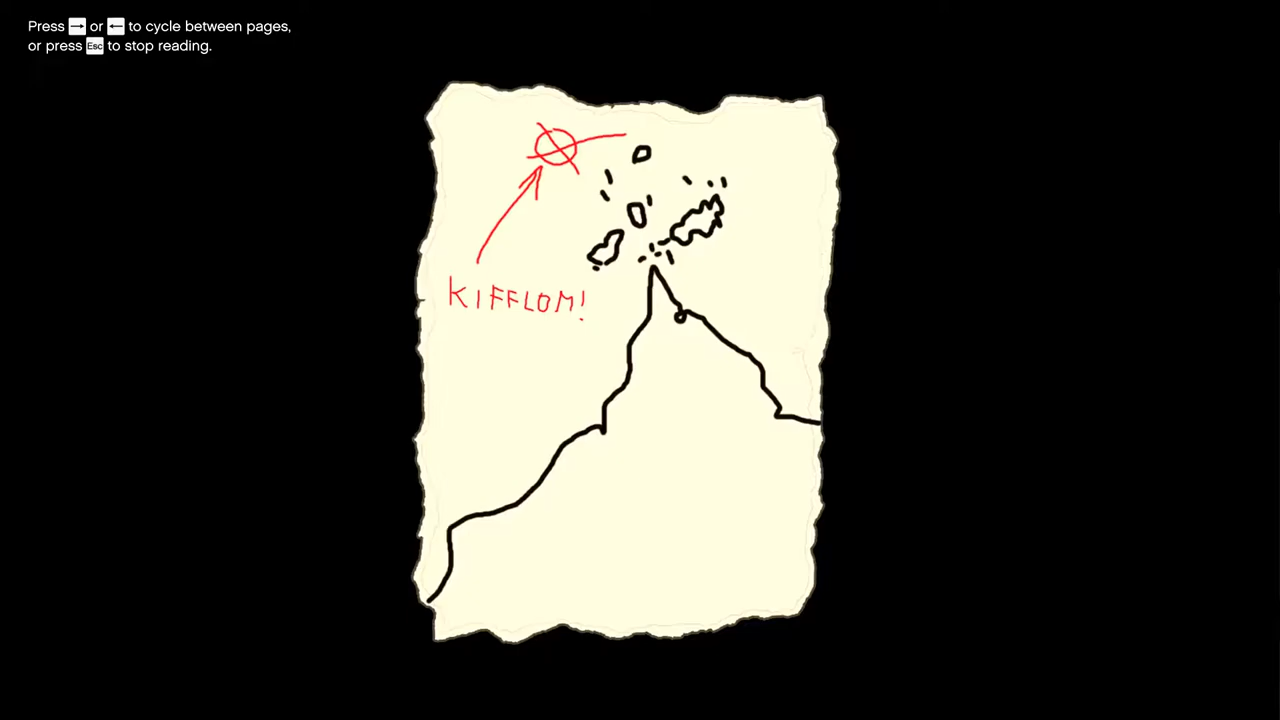 Press → or ← to cycle between pages,
or press Esc to stop reading.
KIFFLOM!